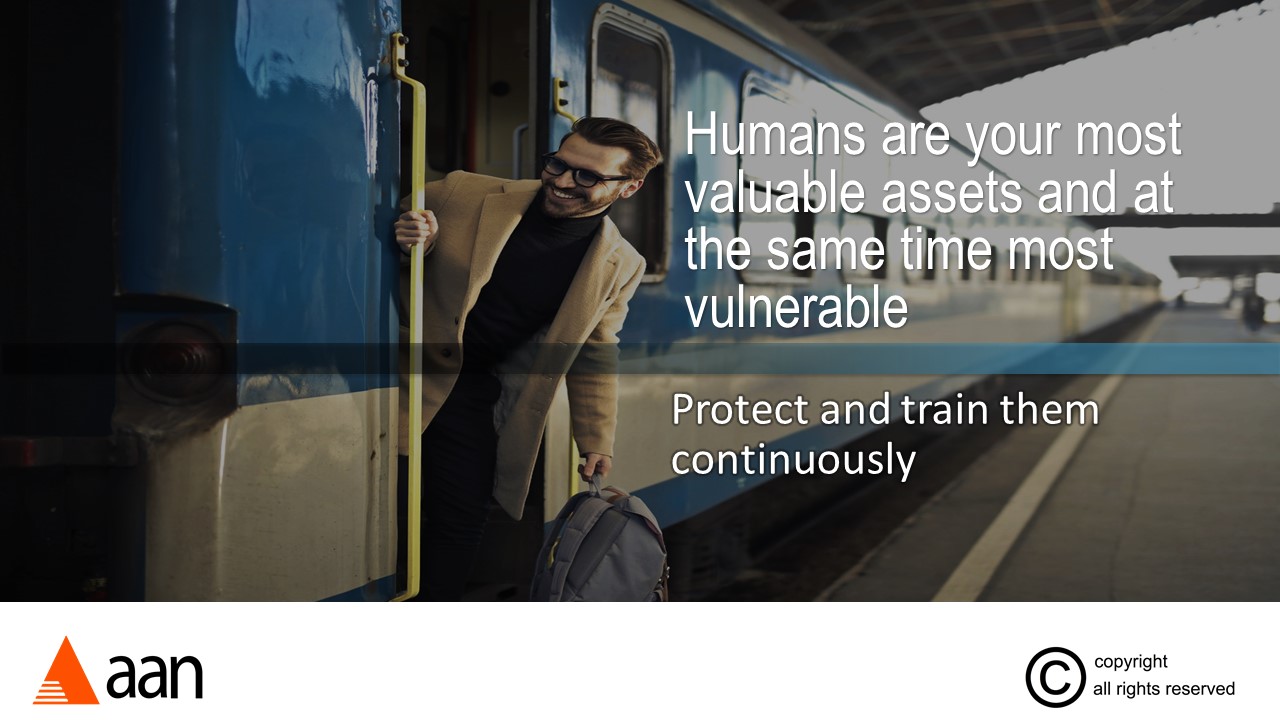 Humans are your most
valuable assets and at
the same time most
vulnerable
Protect and train them
continuously
aan
© copyright
all rights reserved